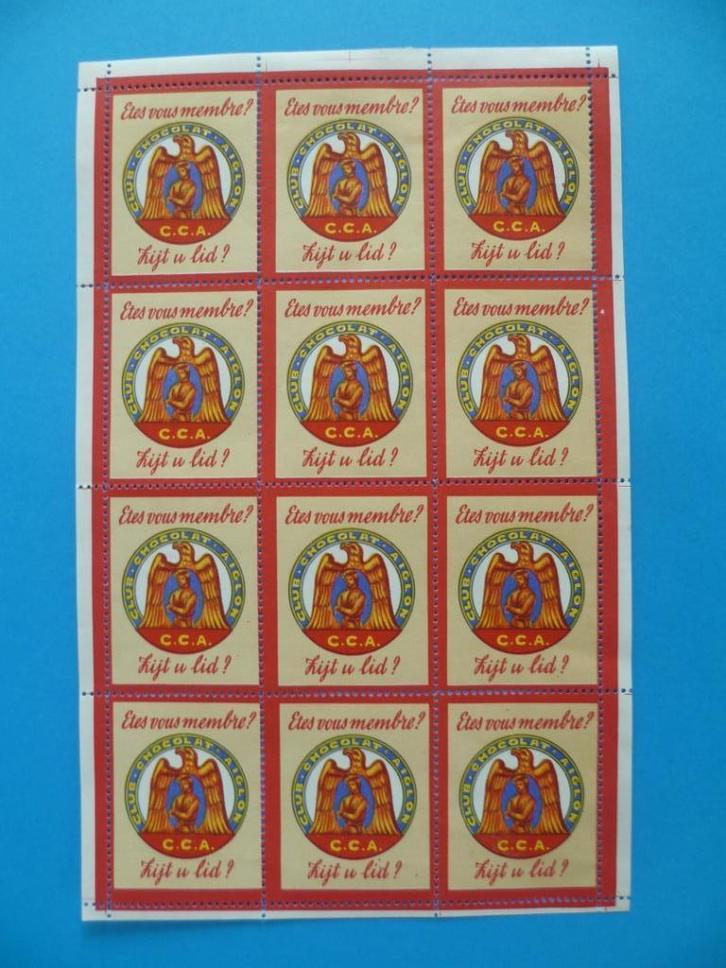 Etes vous membre? Etes vous membre? Etes vous membre?
CLUB · CHOCOLAT · AIGLON CLUB · CHOCOLAT · AIGLON CLUB · CHOCOLAT · AIGLON
C.C.A. C.C.A. C.C.A.
Zijt u lid? Zijt u lid? Zijt u lid?
Etes vous membre? Etes vous membre? Etes vous membre?
CLUB · CHOCOLAT · AIGLON CLUB · CHOCOLAT · AIGLON CLUB · CHOCOLAT · AIGLON
C.C.A. C.C.A. C.C.A.
Zijt u lid? Zijt u lid? Zijt u lid?
Etes vous membre? Etes vous membre? Etes vous membre?
CLUB · CHOCOLAT · AIGLON CLUB · CHOCOLAT · AIGLON CLUB · CHOCOLAT · AIGLON
C.C.A. C.C.A. C.C.A.
Zijt u lid? Zijt u lid? Zijt u lid?
Etes vous membre? Etes vous membre? Etes vous membre?
CLUB · CHOCOLAT · AIGLON CLUB · CHOCOLAT · AIGLON CLUB · CHOCOLAT · AIGLON
C.C.A. C.C.A. C.C.A.
Zijt u lid? Zijt u lid? Zijt u lid?